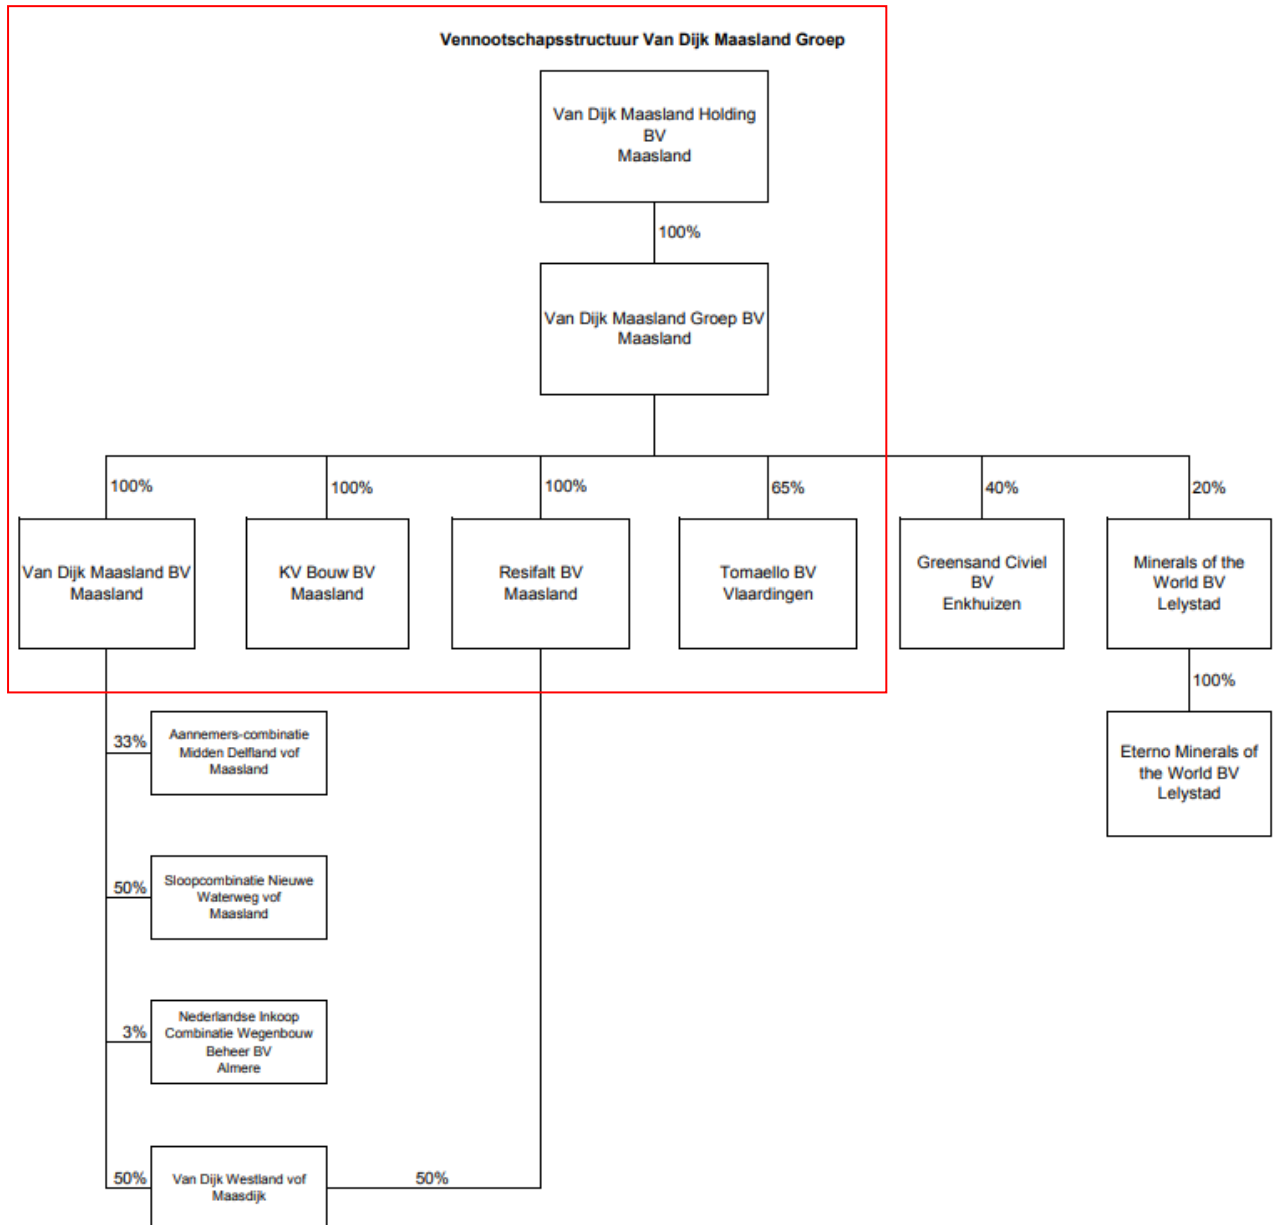 Vennootschapsstructuur Van Dijk Maasland Groep
Van Dijk Maasland Holding
BV
Maasland
100%
Van Dijk Maasland Groep BV
Maasland
100%
100%
100%
65%
40%
20%
Van Dijk Maasland BV
Maasland
KV Bouw BV
Maasland
Resifalt BV
Maasland
Tomaello BV
Vlaardingen
Greensand Civiel
BV
Enkhuizen
Minerals of the
World BV
Lelystad
100%
Eterno Minerals of
the World BV
Lelystad
33%
Aannemers-combinatie
Midden Delfland vof
Maasland
50%
Sloopcombinatie Nieuwe
Waterweg vof
Maasland
3%
Nederlandse Inkoop
Combinatie Wegenbouw
Beheer BV
Almere
50%
Van Dijk Westland vof
Maasdijk
50%